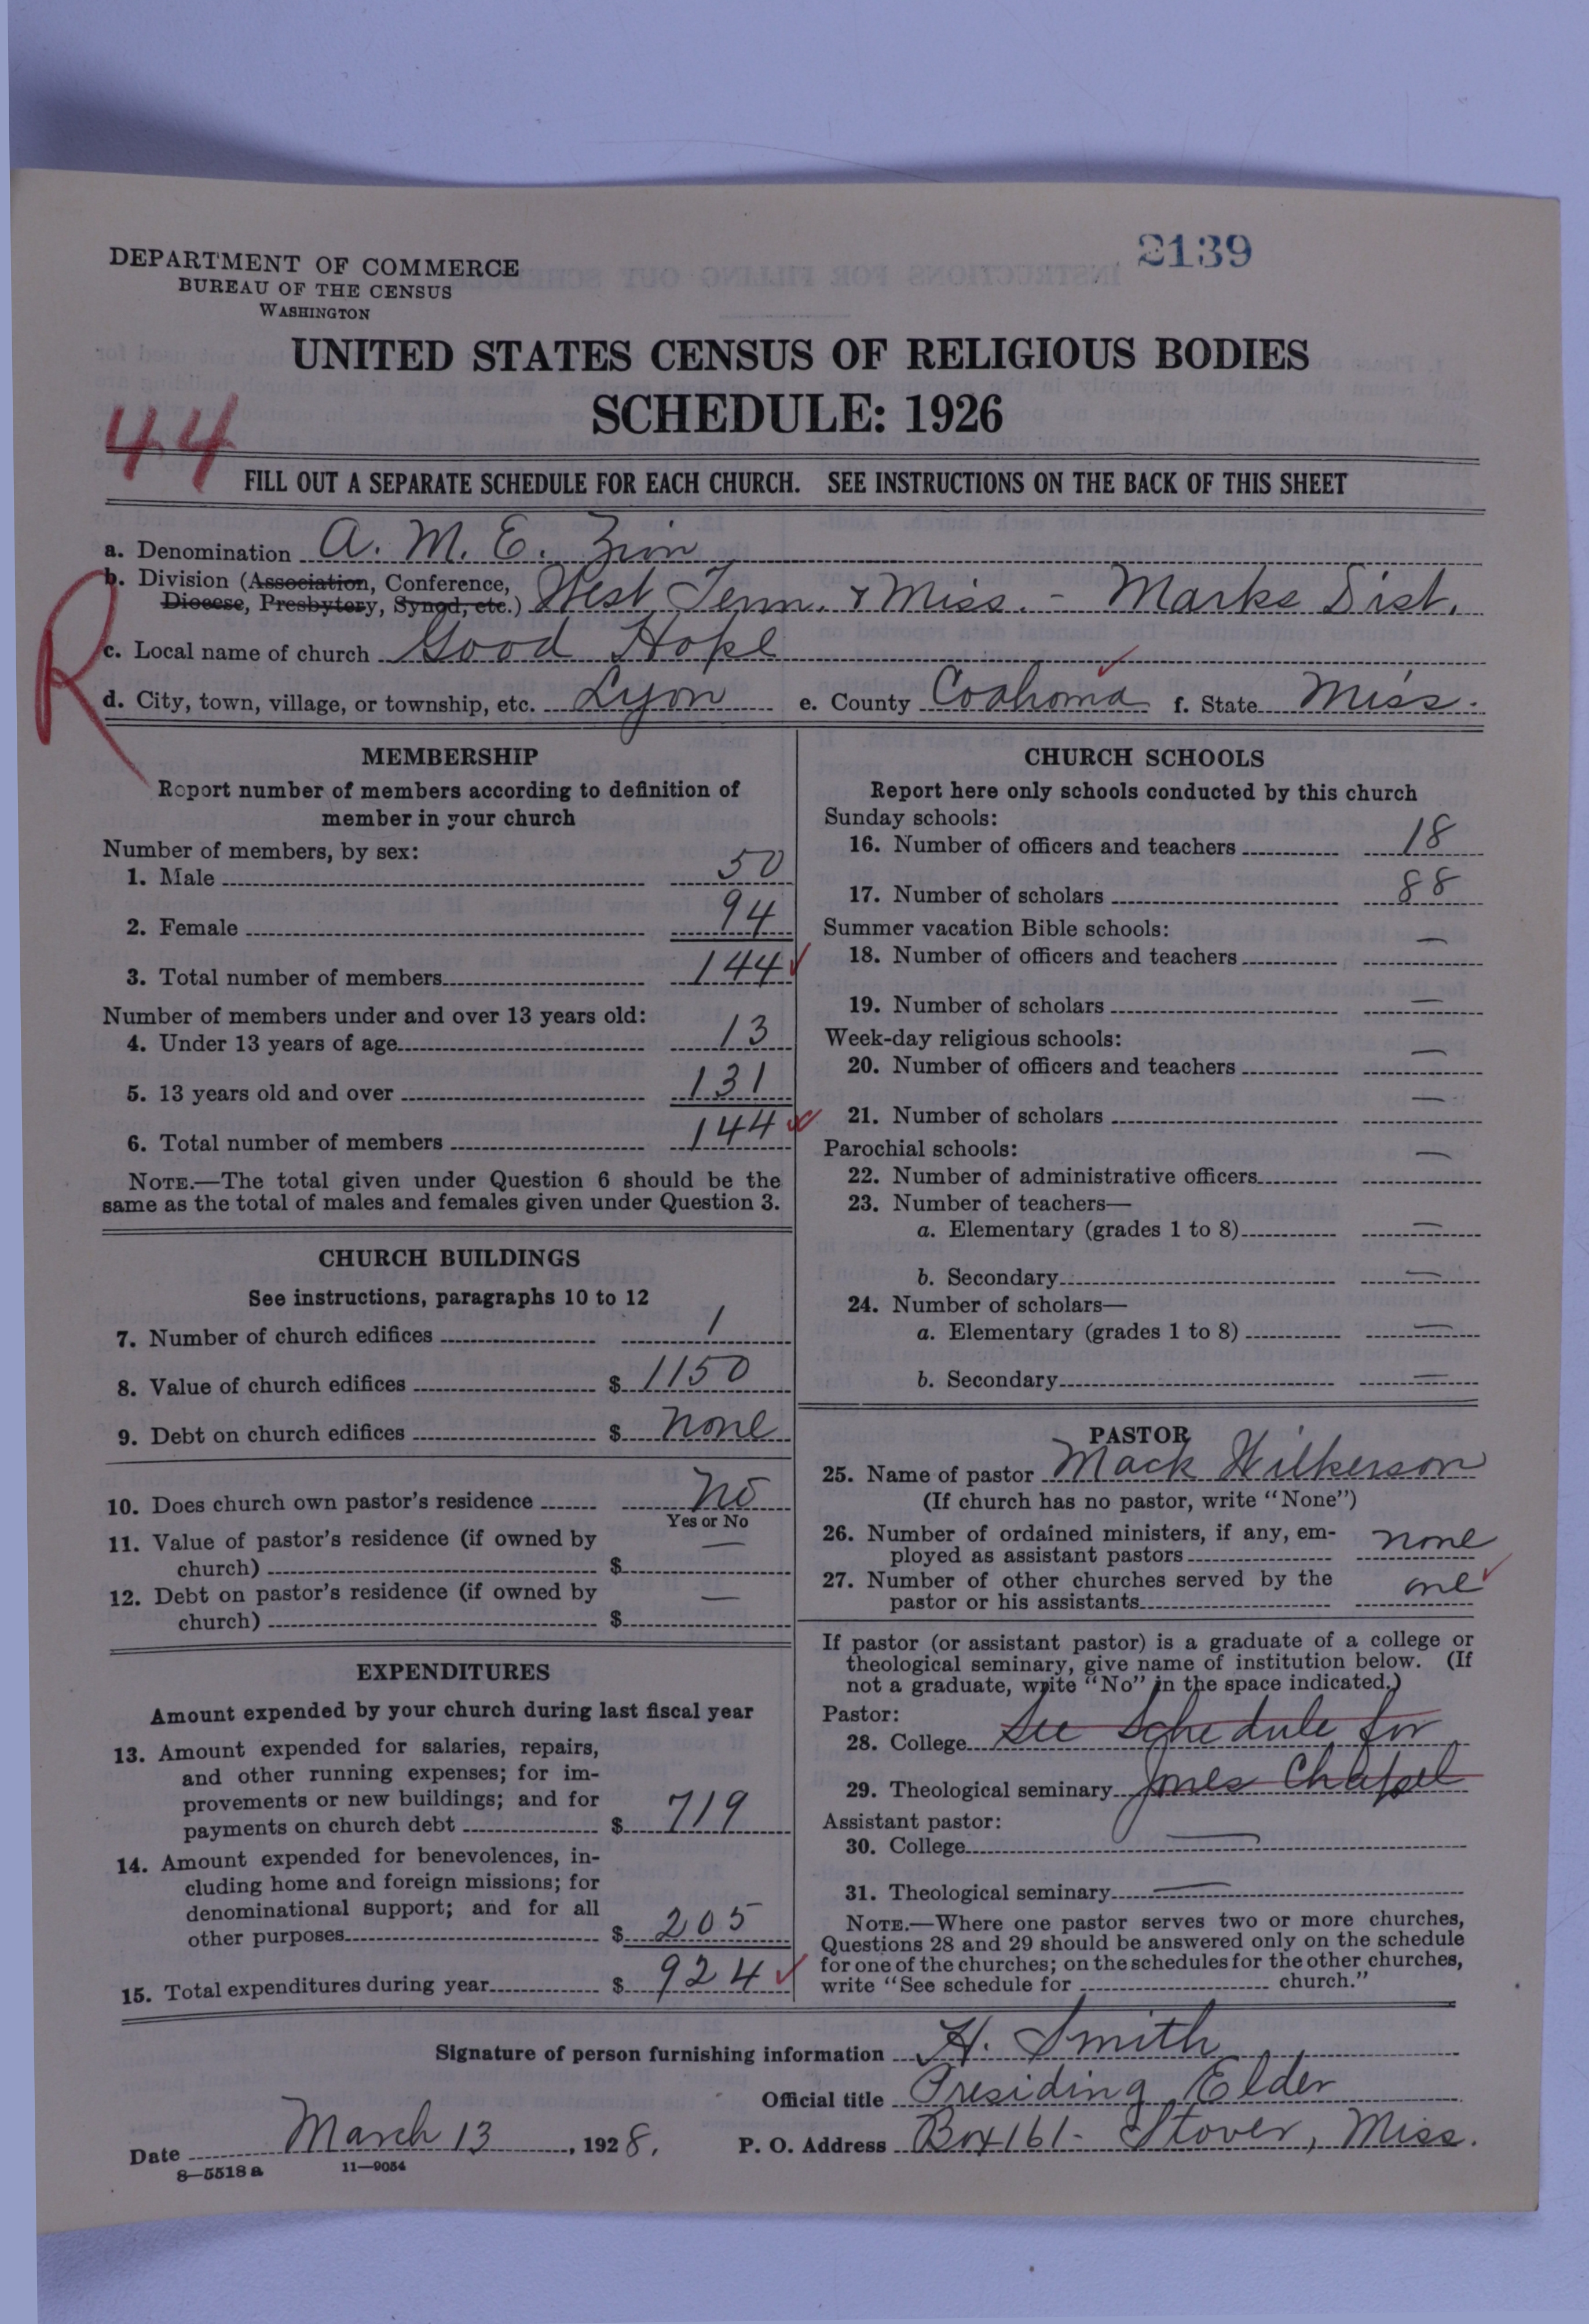 2139
DEPARTMENT OF COMMERCE
BUREAU OF THE CENSUS
WASHINGTON
UNITED STATES CENSUS OF RELIGIOUS BODIES
SCHEDULE: 1926
44
FILL OUT A SEPARATE SCHEDULE FOR EACH CHURCH. SEE INSTRUCTIONS ON THE BACK OF THIS SHEET
a. Denomination A. M. E. Zion
b. Division (Association, Conference,
Diocese, Presbytery, Synod, etc.) West Tenn. & Miss. - Marks Dist.
R
c. Local name of church Good Hope
d. City, town, village, or township, etc. Lyon e. County Coahoma f. State Miss.
MEMBERSHIP
Report number of members according to definition of
member in your church
Number of members, by sex:
1. Male 50
2. Female 94
3. Total number of members 144
Number of members under and over 13 years old:
4. Under 13 years of age 13
5. 13 years old and over 131
6. Total number of members 144
NOTE.—The total given under Question 6 should be the
same as the total of males and females given under Question 3.
CHURCH BUILDINGS
See instructions, paragraphs 10 to 12
7. Number of church edifices 1
8. Value of church edifices $ 1150
9. Debt on church edifices $ none
10. Does church own pastor's residence no
Yes or No
11. Value of pastor's residence (if owned by
church) $ —
12. Debt on pastor's residence (if owned by
church) $ —
EXPENDITURES
Amount expended by your church during last fiscal year
13. Amount expended for salaries, repairs,
and other running expenses; for im-
provements or new buildings; and for
payments on church debt $ 719
14. Amount expended for benevolences, in-
cluding home and foreign missions; for
denominational support; and for all
other purposes $ 205
15. Total expenditures during year $ 924
CHURCH SCHOOLS
Report here only schools conducted by this church
Sunday schools:
16. Number of officers and teachers 18
17. Number of scholars 88
Summer vacation Bible schools:
18. Number of officers and teachers —
19. Number of scholars —
Week-day religious schools:
20. Number of officers and teachers —
21. Number of scholars —
Parochial schools:
22. Number of administrative officers —
23. Number of teachers—
a. Elementary (grades 1 to 8) —
b. Secondary —
24. Number of scholars—
a. Elementary (grades 1 to 8) —
b. Secondary —
PASTOR
25. Name of pastor Mack Wilkerson
(If church has no pastor, write "None")
26. Number of ordained ministers, if any, em-
ployed as assistant pastors none
27. Number of other churches served by the
pastor or his assistants one
If pastor (or assistant pastor) is a graduate of a college or
theological seminary, give name of institution below. (If
not a graduate, write "No" in the space indicated.)
Pastor:
28. College See Schedule for
29. Theological seminary Jones Chapel
Assistant pastor:
30. College —
31. Theological seminary —
NOTE.—Where one pastor serves two or more churches,
Questions 28 and 29 should be answered only on the schedule
for one of the churches; on the schedules for the other churches,
write "See schedule for church."
Signature of person furnishing information H. Smith
Official title Presiding Elder
Date March 13, 1928. P. O. Address Box 161 - Stover, Miss.
8—5518 a 11—9054